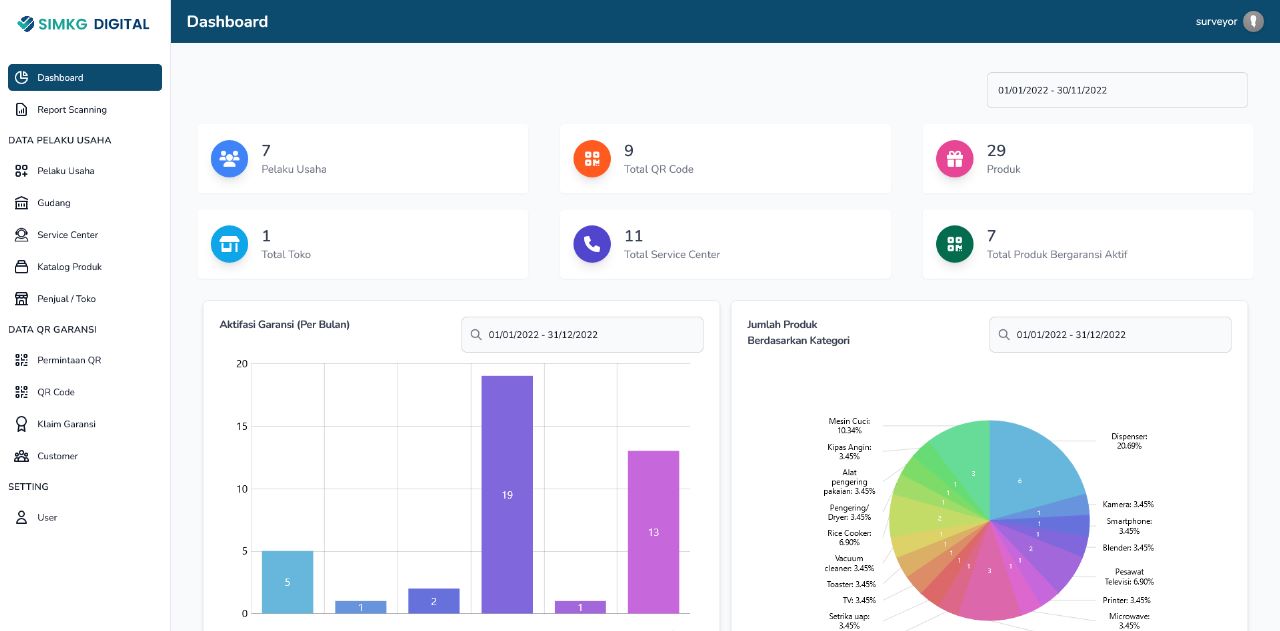 SIMKG DIGITAL
Dashboard
surveyor
Dashboard
Report Scanning
DATA PELAKU USAHA
Pelaku Usaha
Gudang
Service Center
Katalog Produk
Penjual / Toko
DATA QR GARANSI
Permintaan QR
QR Code
Klaim Garansi
Customer
SETTING
User
01/01/2022 - 30/11/2022
7
Pelaku Usaha
9
Total QR Code
29
Produk
1
Total Toko
11
Total Service Center
7
Total Produk Bergaransi Aktif
Aktifasi Garansi (Per Bulan)
01/01/2022 - 31/12/2022
20
15
10
5
0
5
1
2
19
1
13
Jumlah Produk
Berdasarkan Kategori
01/01/2022 - 31/12/2022
Mesin Cuci:
10.34%
Kipas Angin:
3.45%
Alat
pengering
pakaian: 3.45%
Pengering/
Dryer: 3.45%
Rice Cooker:
6.90%
Vacuum
cleaner: 3.45%
Toaster: 3.45%
TV: 3.45%
Setrika uap:
3.45%
Dispenser:
20.69%
Kamera: 3.45%
Smartphone:
3.45%
Blender: 3.45%
Pesawat
Televisi: 6.90%
Printer: 3.45%
Microwave:
3.45%
6
1
1
1
2
1
1
3
1
1
1
1
1
2
1
1
1
3